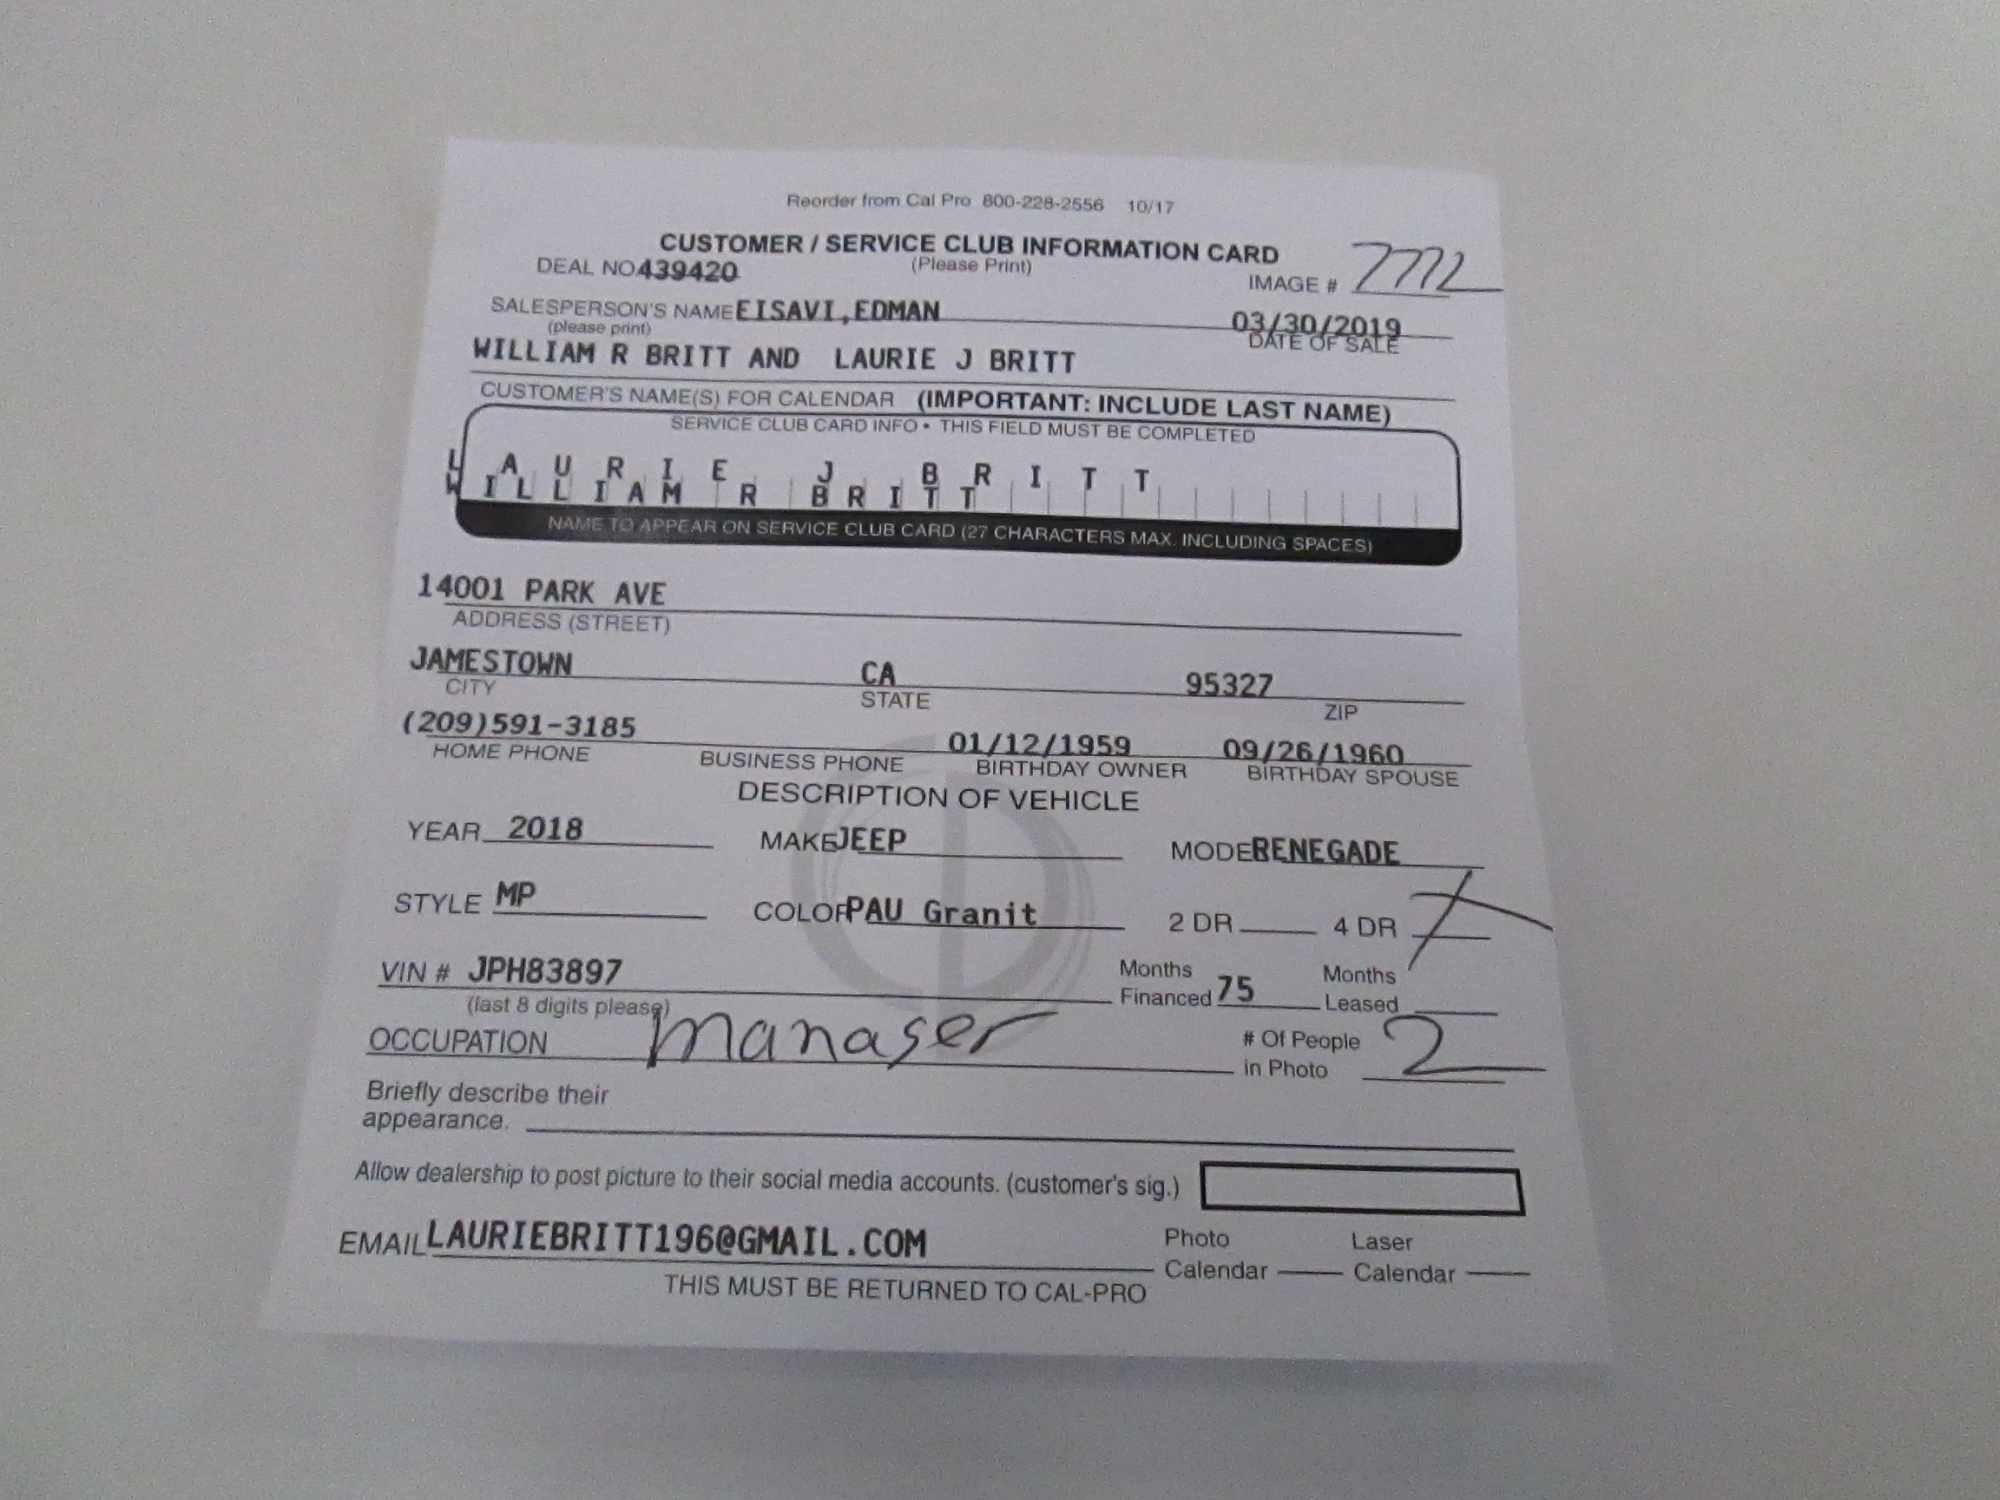 Reorder from Cal Pro 800-228-2556 10/17
CUSTOMER / SERVICE CLUB INFORMATION CARD
DEAL NO 439420 (Please Print) IMAGE # 7772
SALESPERSON'S NAME EISAVI,EDMAN 03/30/2019
(please print) DATE OF SALE
WILLIAM R BRITT AND LAURIE J BRITT
CUSTOMER'S NAME(S) FOR CALENDAR (IMPORTANT: INCLUDE LAST NAME)
SERVICE CLUB CARD INFO • THIS FIELD MUST BE COMPLETED
L A U R I E J B R I T T
W I L L I A M R B R I T T
NAME TO APPEAR ON SERVICE CLUB CARD (27 CHARACTERS MAX. INCLUDING SPACES)
14001 PARK AVE
ADDRESS (STREET)
JAMESTOWN CA 95327
CITY STATE ZIP
(209)591-3185 01/12/1959 09/26/1960
HOME PHONE BUSINESS PHONE BIRTHDAY OWNER BIRTHDAY SPOUSE
DESCRIPTION OF VEHICLE
YEAR 2018 MAKE JEEP MODE RENEGADE
STYLE MP COLOR PAU Granit 2 DR 4 DR
VIN # JPH83897 Months Financed 75 Months Leased
(last 8 digits please)
OCCUPATION manager # Of People in Photo 2
Briefly describe their
appearance.
Allow dealership to post picture to their social media accounts. (customer's sig.)
EMAIL LAURIEBRITT196@GMAIL.COM Photo Calendar Laser Calendar
THIS MUST BE RETURNED TO CAL-PRO